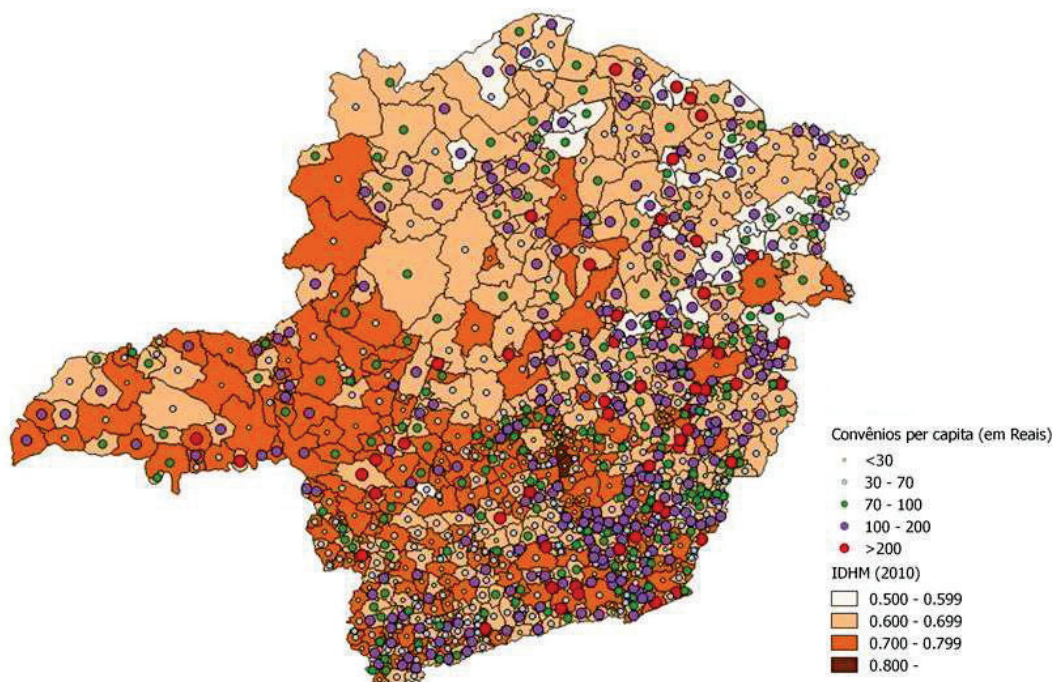 Convênios per capita (em Reais)
<30
30 - 70
70 - 100
100 - 200
>200
IDHM (2010)
0.500 - 0.599
0.600 - 0.699
0.700 - 0.799
0.800 -